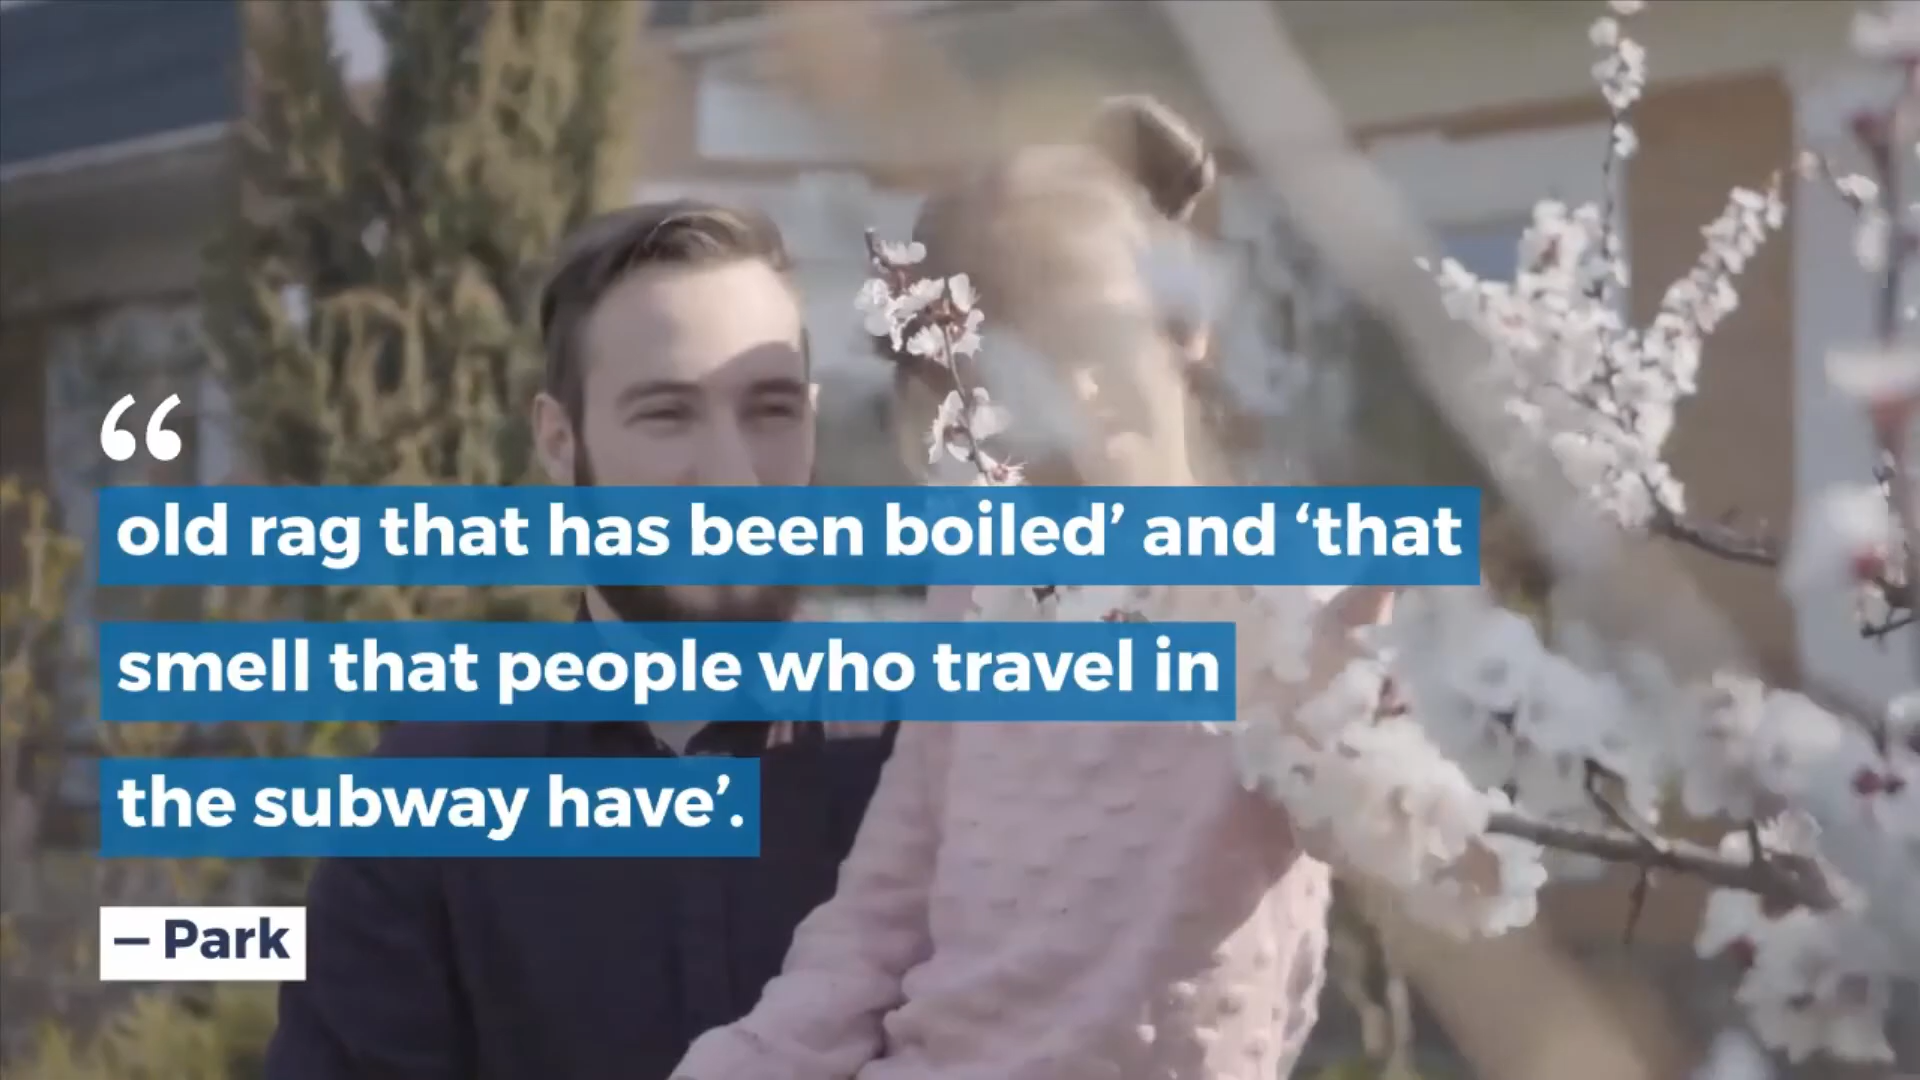 “
old rag that has been boiled’ and ‘that
smell that people who travel in
the subway have’.
– Park